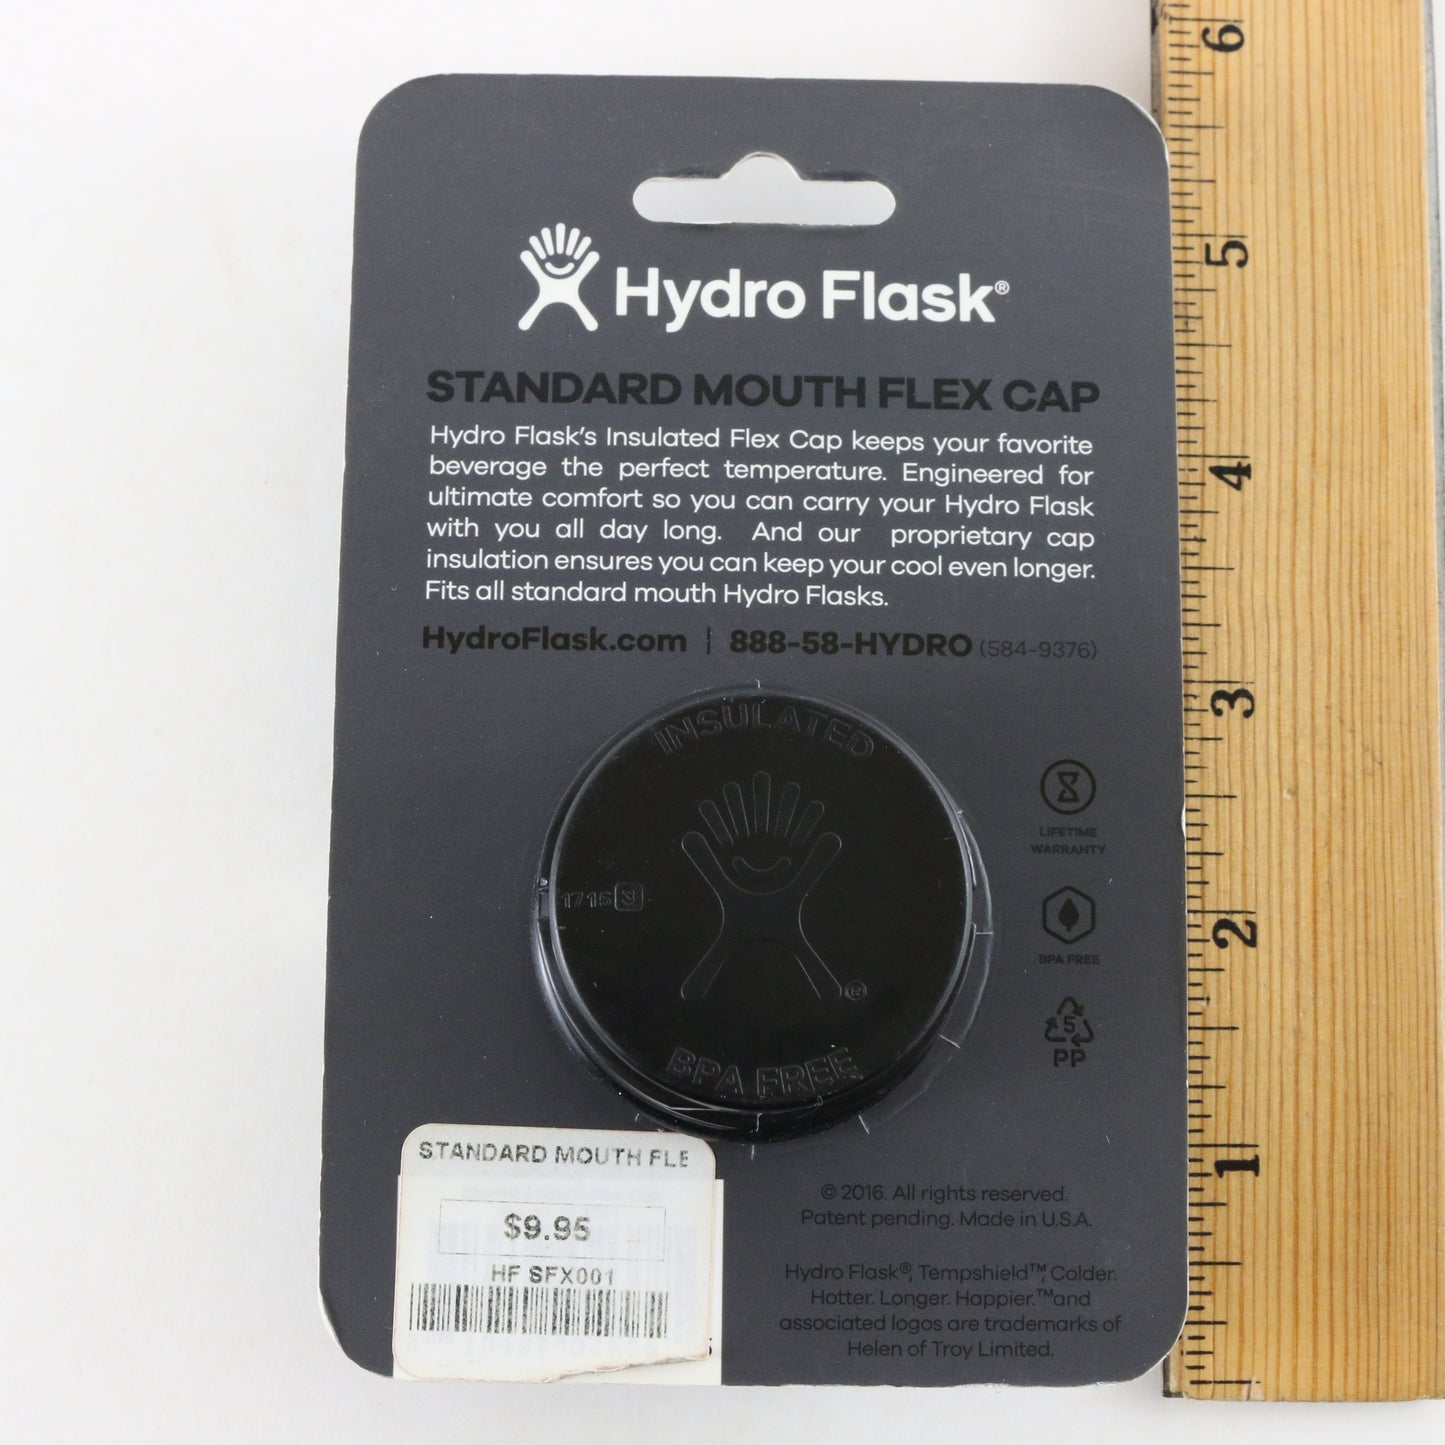 Hydro Flask®
STANDARD MOUTH FLEX CAP
Hydro Flask's Insulated Flex Cap keeps your favorite
beverage the perfect temperature. Engineered for
ultimate comfort so you can carry your Hydro Flask
with you all day long. And our proprietary cap
insulation ensures you can keep your cool even longer.
Fits all standard mouth Hydro Flasks.
HydroFlask.com | 888-58-HYDRO (584-9376)
INSULATED
1715 3
®
BPA FREE
LIFETIME
WARRANTY
BPA FREE
5
PP
STANDARD MOUTH FLE
$9.95
HF SFX001
© 2016. All rights reserved.
Patent pending. Made in U.S.A.
Hydro Flask®, Tempshield™, Colder.
Hotter. Longer. Happier.™ and
associated logos are trademarks of
Helen of Troy Limited.
6
5
4
3
2
1